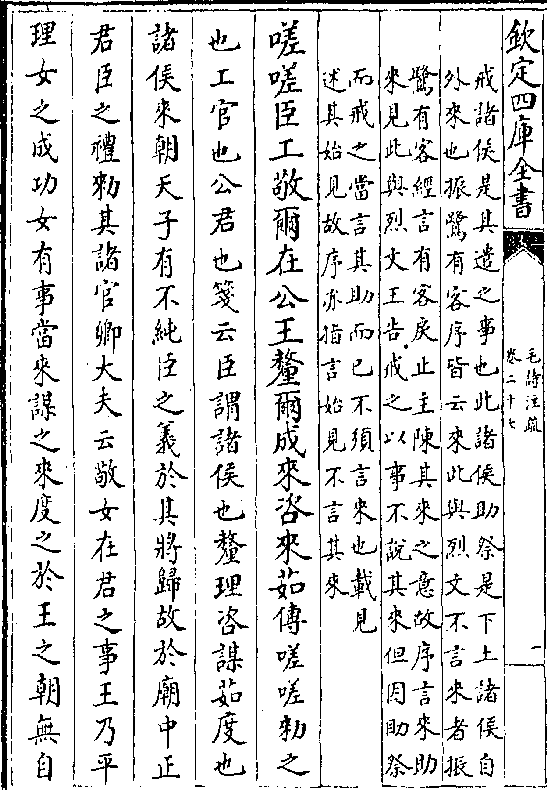 欽定四庫全書
毛詩注疏
卷二十七
一
戒諸侯是其遣之事也此諸侯助祭是下土諸侯自
外來也振鷺有客序皆云來此與烈文不言來者振
鷺有客經言有客戾止主陳其來之意故序言來助
來見此與烈文王告戒之以事不說其來但因助祭
而戒之當言其助而已不須言來也載見
述其始見故序亦指言始見不言其來
嗟嗟臣工敬爾在公王釐爾成來咨來茹傳嗟嗟勑之
也工官也公君也箋云臣謂諸侯也釐理咨謀茹度也
諸侯來朝天子有不純臣之義於其將歸故於廟中正
君臣之禮勑其諸官卿大夫云敬女在君之事王乃平
理女之成功女有事當來謀之來度之於王之朝無自